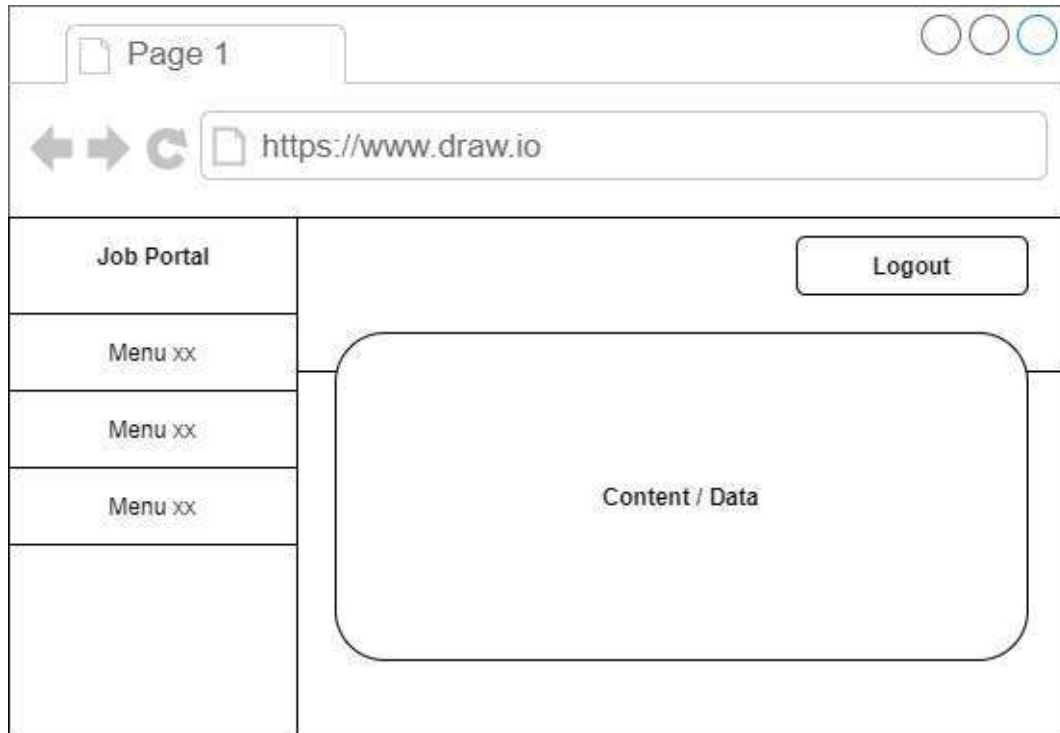 Page 1
https://www.draw.io
Job Portal
Logout
Menu xx
Menu xx
Menu xx
Content / Data